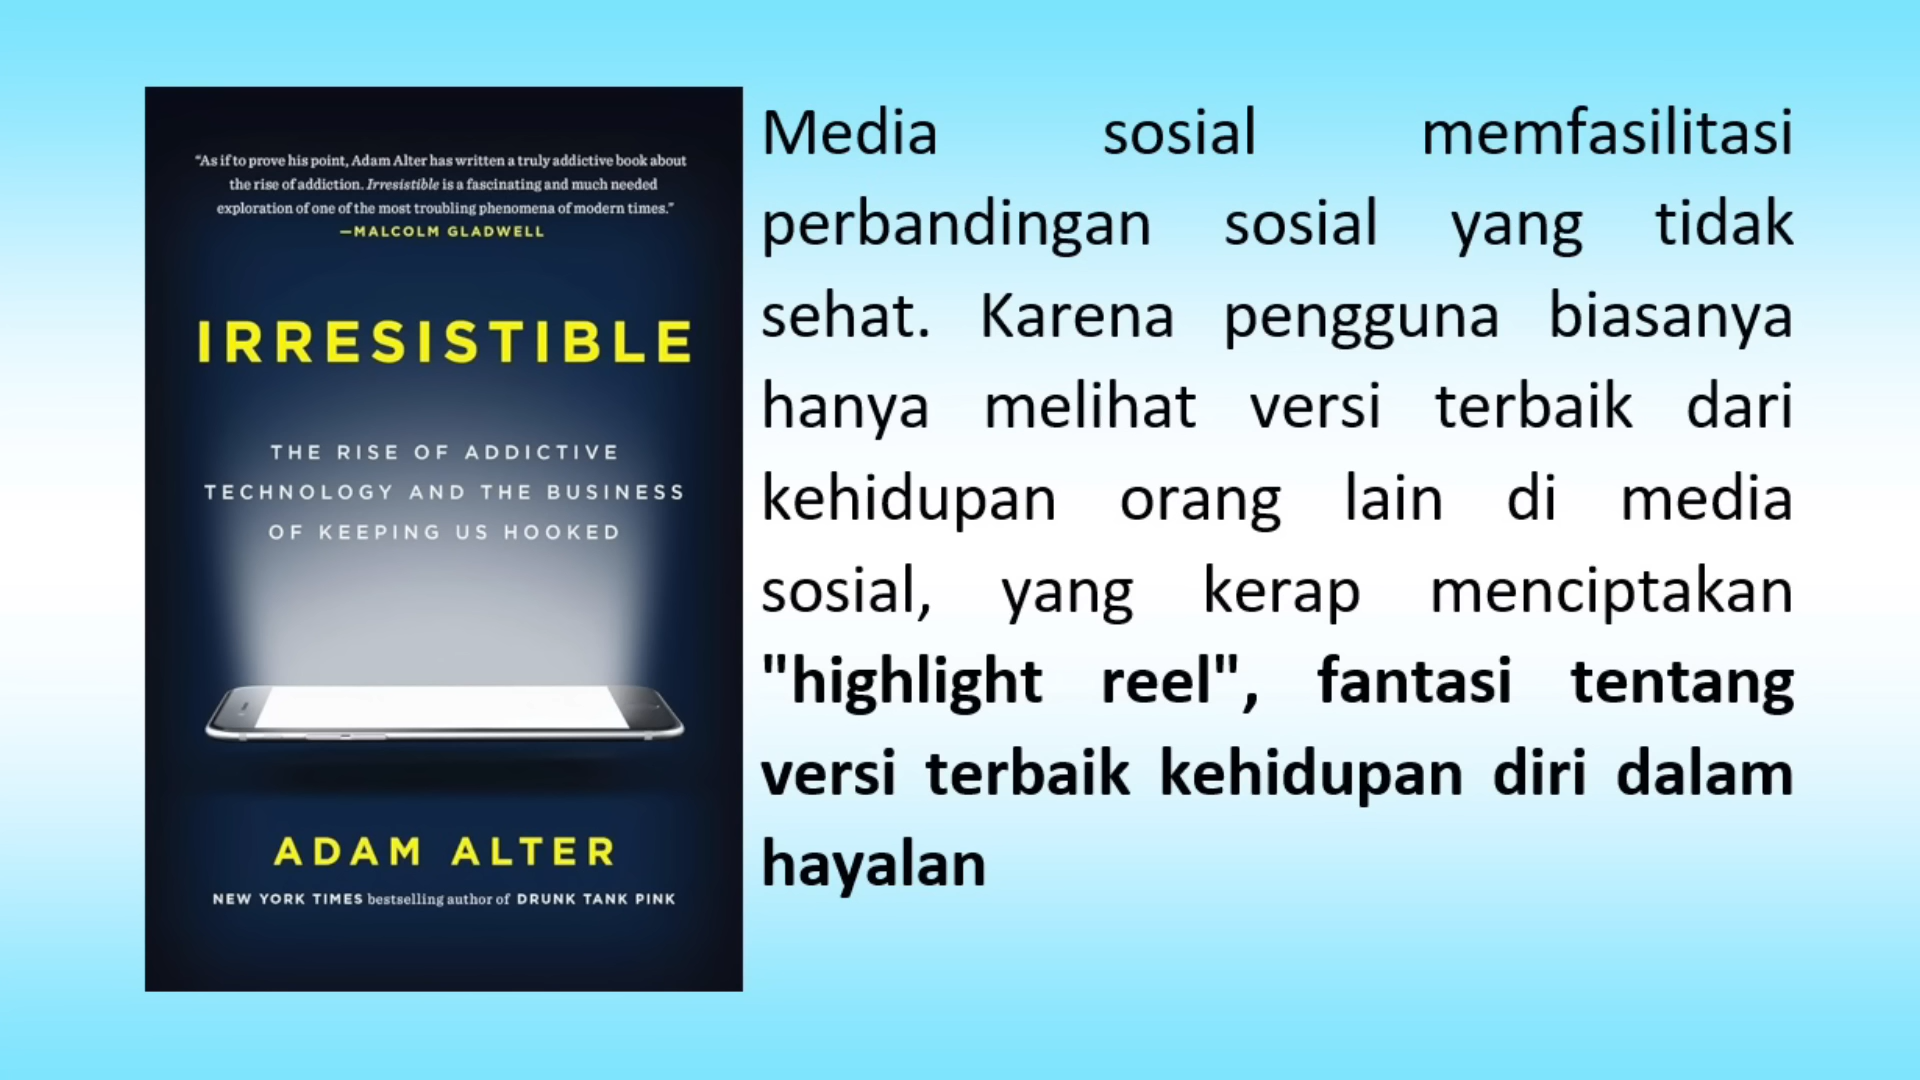 “As if to prove his point, Adam Alter has written a truly addictive book about
the rise of addiction. Irresistible is a fascinating and much needed
exploration of one of the most troubling phenomena of modern times.”
—MALCOLM GLADWELL
IRRESISTIBLE
THE RISE OF ADDICTIVE
TECHNOLOGY AND THE BUSINESS
OF KEEPING US HOOKED
ADAM ALTER
NEW YORK TIMES bestselling author of DRUNK TANK PINK
Media sosial memfasilitasi
perbandingan sosial yang tidak
sehat. Karena pengguna biasanya
hanya melihat versi terbaik dari
kehidupan orang lain di media
sosial, yang kerap menciptakan
"highlight reel", fantasi tentang
versi terbaik kehidupan diri dalam
hayalan